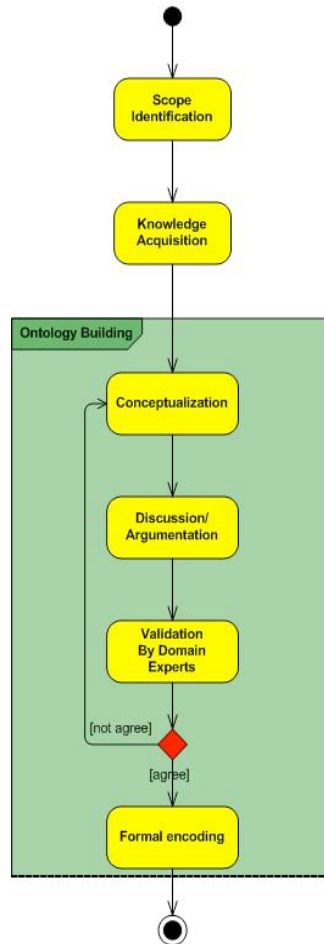 Scope
Identification
Knowledge
Acquisition
Ontology Building
Conceptualization
Discussion/
Argumentation
Validation
By Domain
Experts
[not agree]
[agree]
Formal encoding